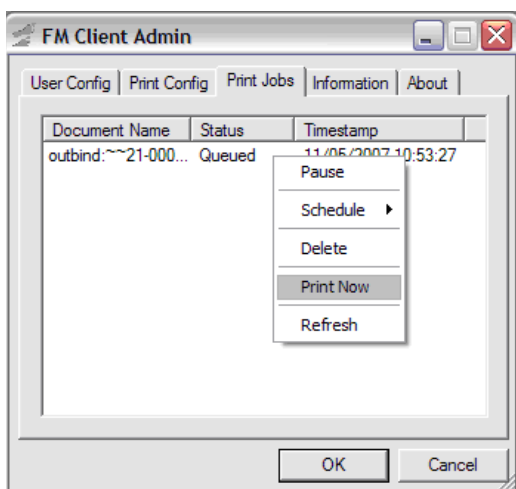 FM Client Admin
User Config Print Config Print Jobs Information About
Document Name Status Timestamp
outbind:~~21-000... Queued 11/05/2007 10:53:27
Pause
Schedule
Delete
Print Now
Refresh
OK Cancel